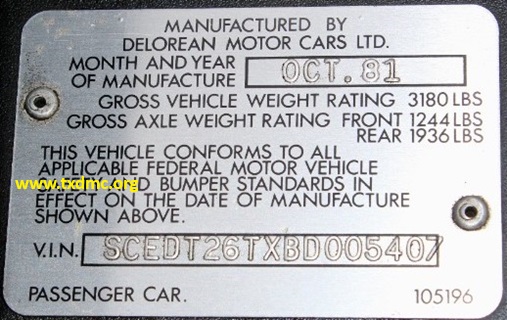 MANUFACTURED BY
DELOREAN MOTOR CARS LTD.
MONTH AND YEAR
OF MANUFACTURE OCT.81
GROSS VEHICLE WEIGHT RATING 3180 LBS
GROSS AXLE WEIGHT RATING FRONT 1244 LBS
REAR 1936 LBS
THIS VEHICLE CONFORMS TO ALL
APPLICABLE FEDERAL MOTOR VEHICLE
www.txdmc.org
AND BUMPER STANDARDS IN
EFFECT ON THE DATE OF MANUFACTURE
SHOWN ABOVE.
V.I.N. SCEDT26TXBD005407
PASSENGER CAR. 105196